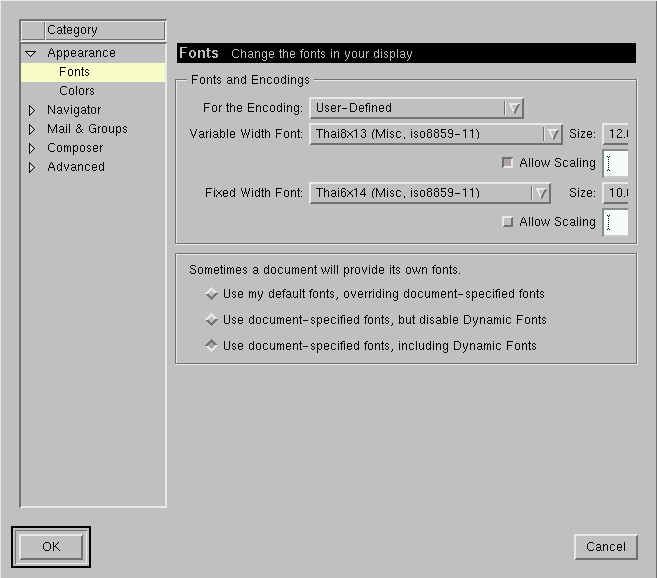 Category
Appearance
Fonts
Colors
Navigator
Mail & Groups
Composer
Advanced
Fonts Change the fonts in your display
Fonts and Encodings
For the Encoding: User-Defined
Variable Width Font: Thai8x13 (Misc, iso8859-11) Size: 12.0
Allow Scaling
Fixed Width Font: Thai6x14 (Misc, iso8859-11) Size: 10.0
Allow Scaling
Sometimes a document will provide its own fonts.
Use my default fonts, overriding document-specified fonts
Use document-specified fonts, but disable Dynamic Fonts
Use document-specified fonts, including Dynamic Fonts
OK Cancel